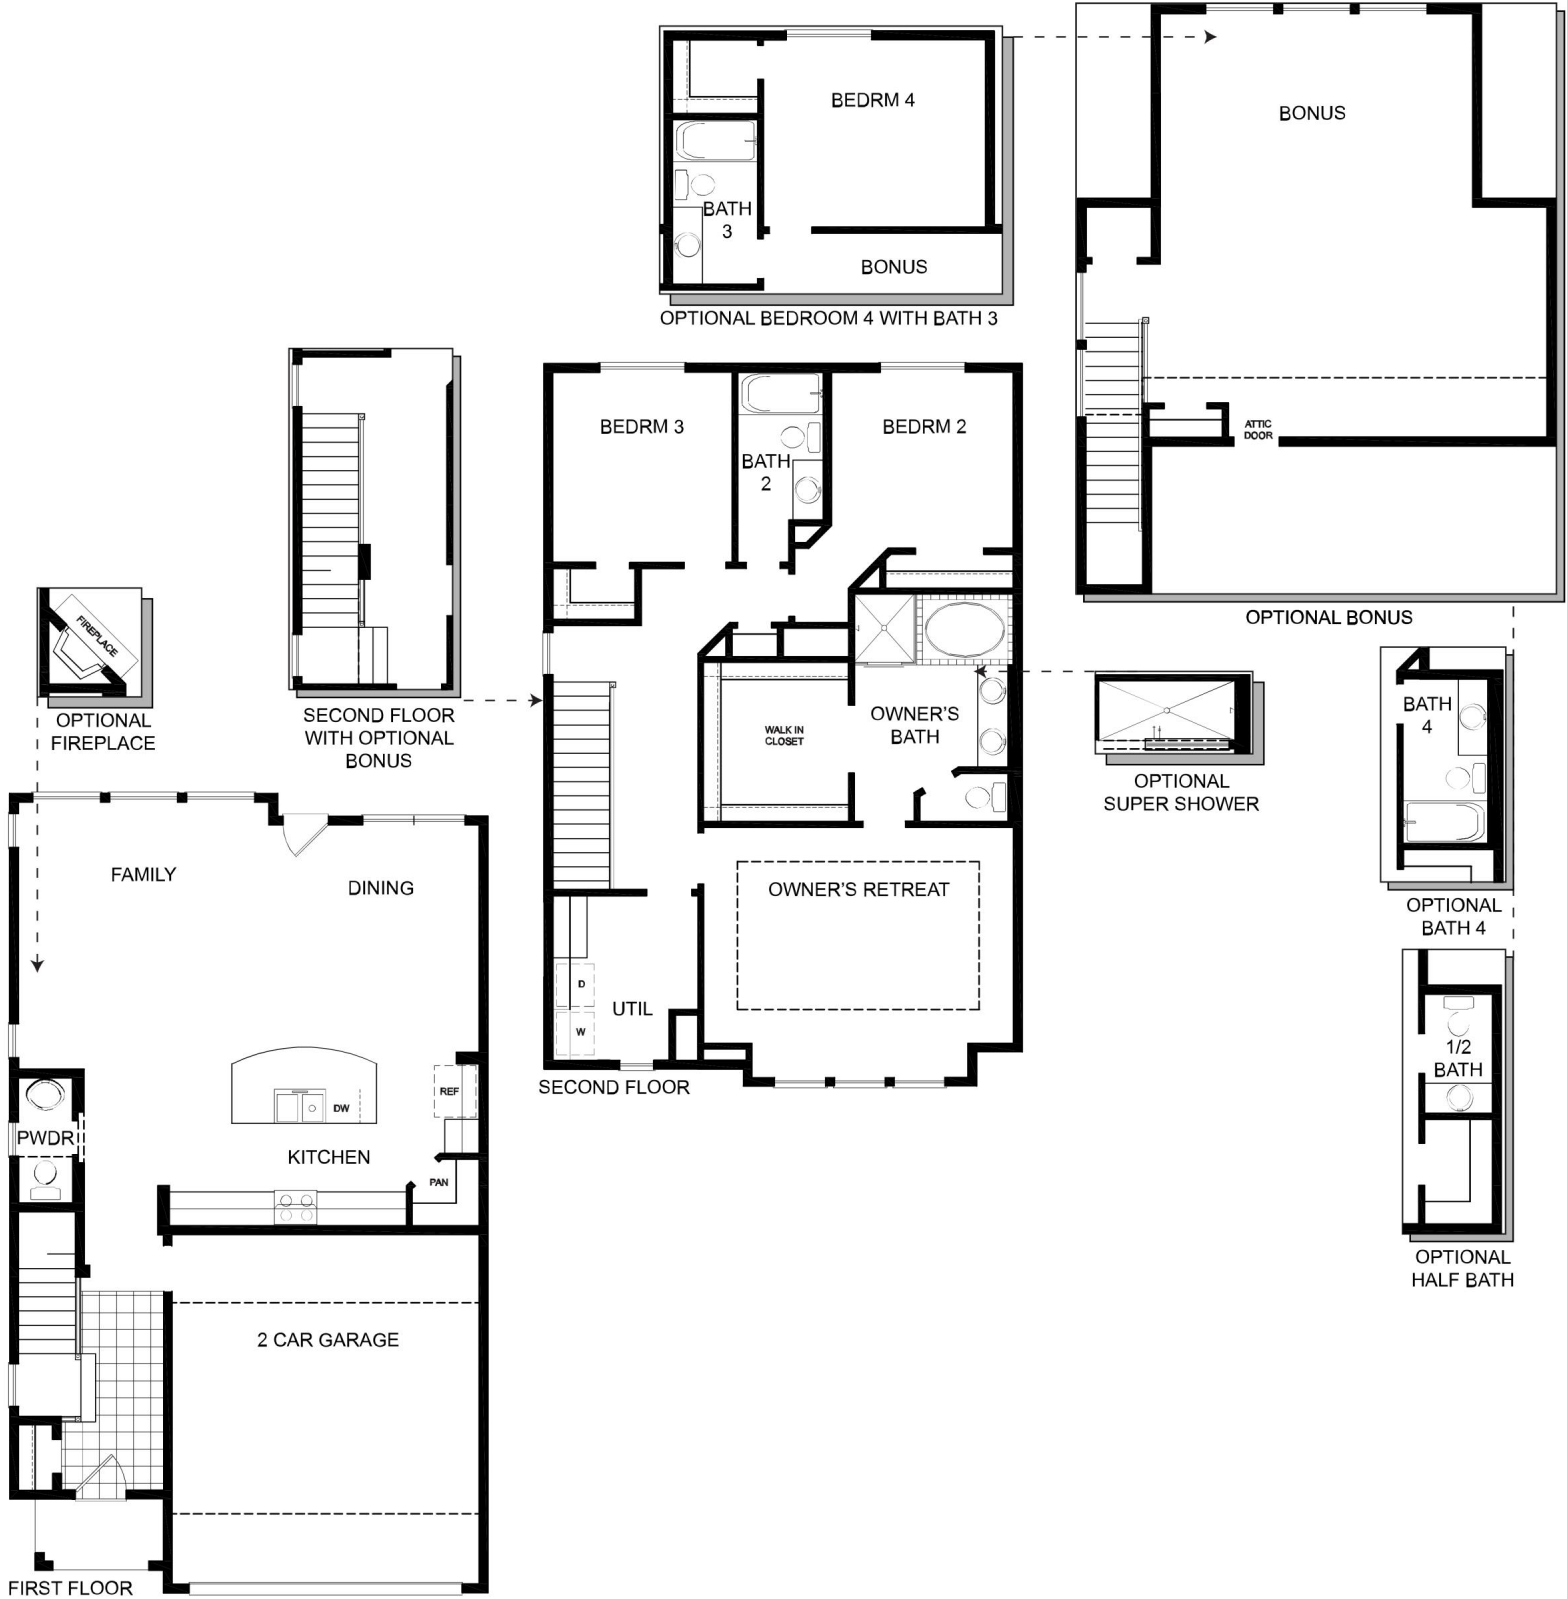 BEDRM 4
BATH
3
BONUS
OPTIONAL BEDROOM 4 WITH BATH 3
BONUS
ATTIC
DOOR
OPTIONAL BONUS
SECOND FLOOR
WITH OPTIONAL
BONUS
FIREPLACE
OPTIONAL
FIREPLACE
BEDRM 3
BATH
2
BEDRM 2
WALK IN
CLOSET
OWNER'S
BATH
OWNER'S RETREAT
D
W
UTIL
SECOND FLOOR
OPTIONAL
SUPER SHOWER
BATH
4
OPTIONAL
BATH 4
1/2
BATH
OPTIONAL
HALF BATH
FAMILY
DINING
REF
DW
PWDR
KITCHEN
PAN
2 CAR GARAGE
FIRST FLOOR